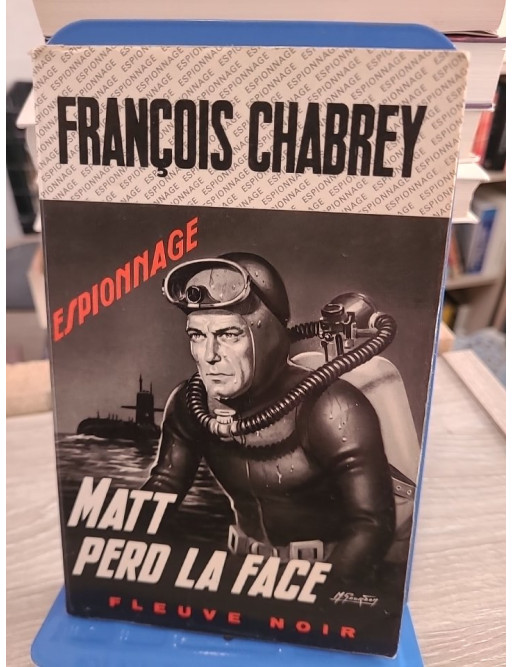 FRANÇOIS CHABREY
ESPIONNAGE
MATT
PERD LA FACE
FLEUVE NOIR